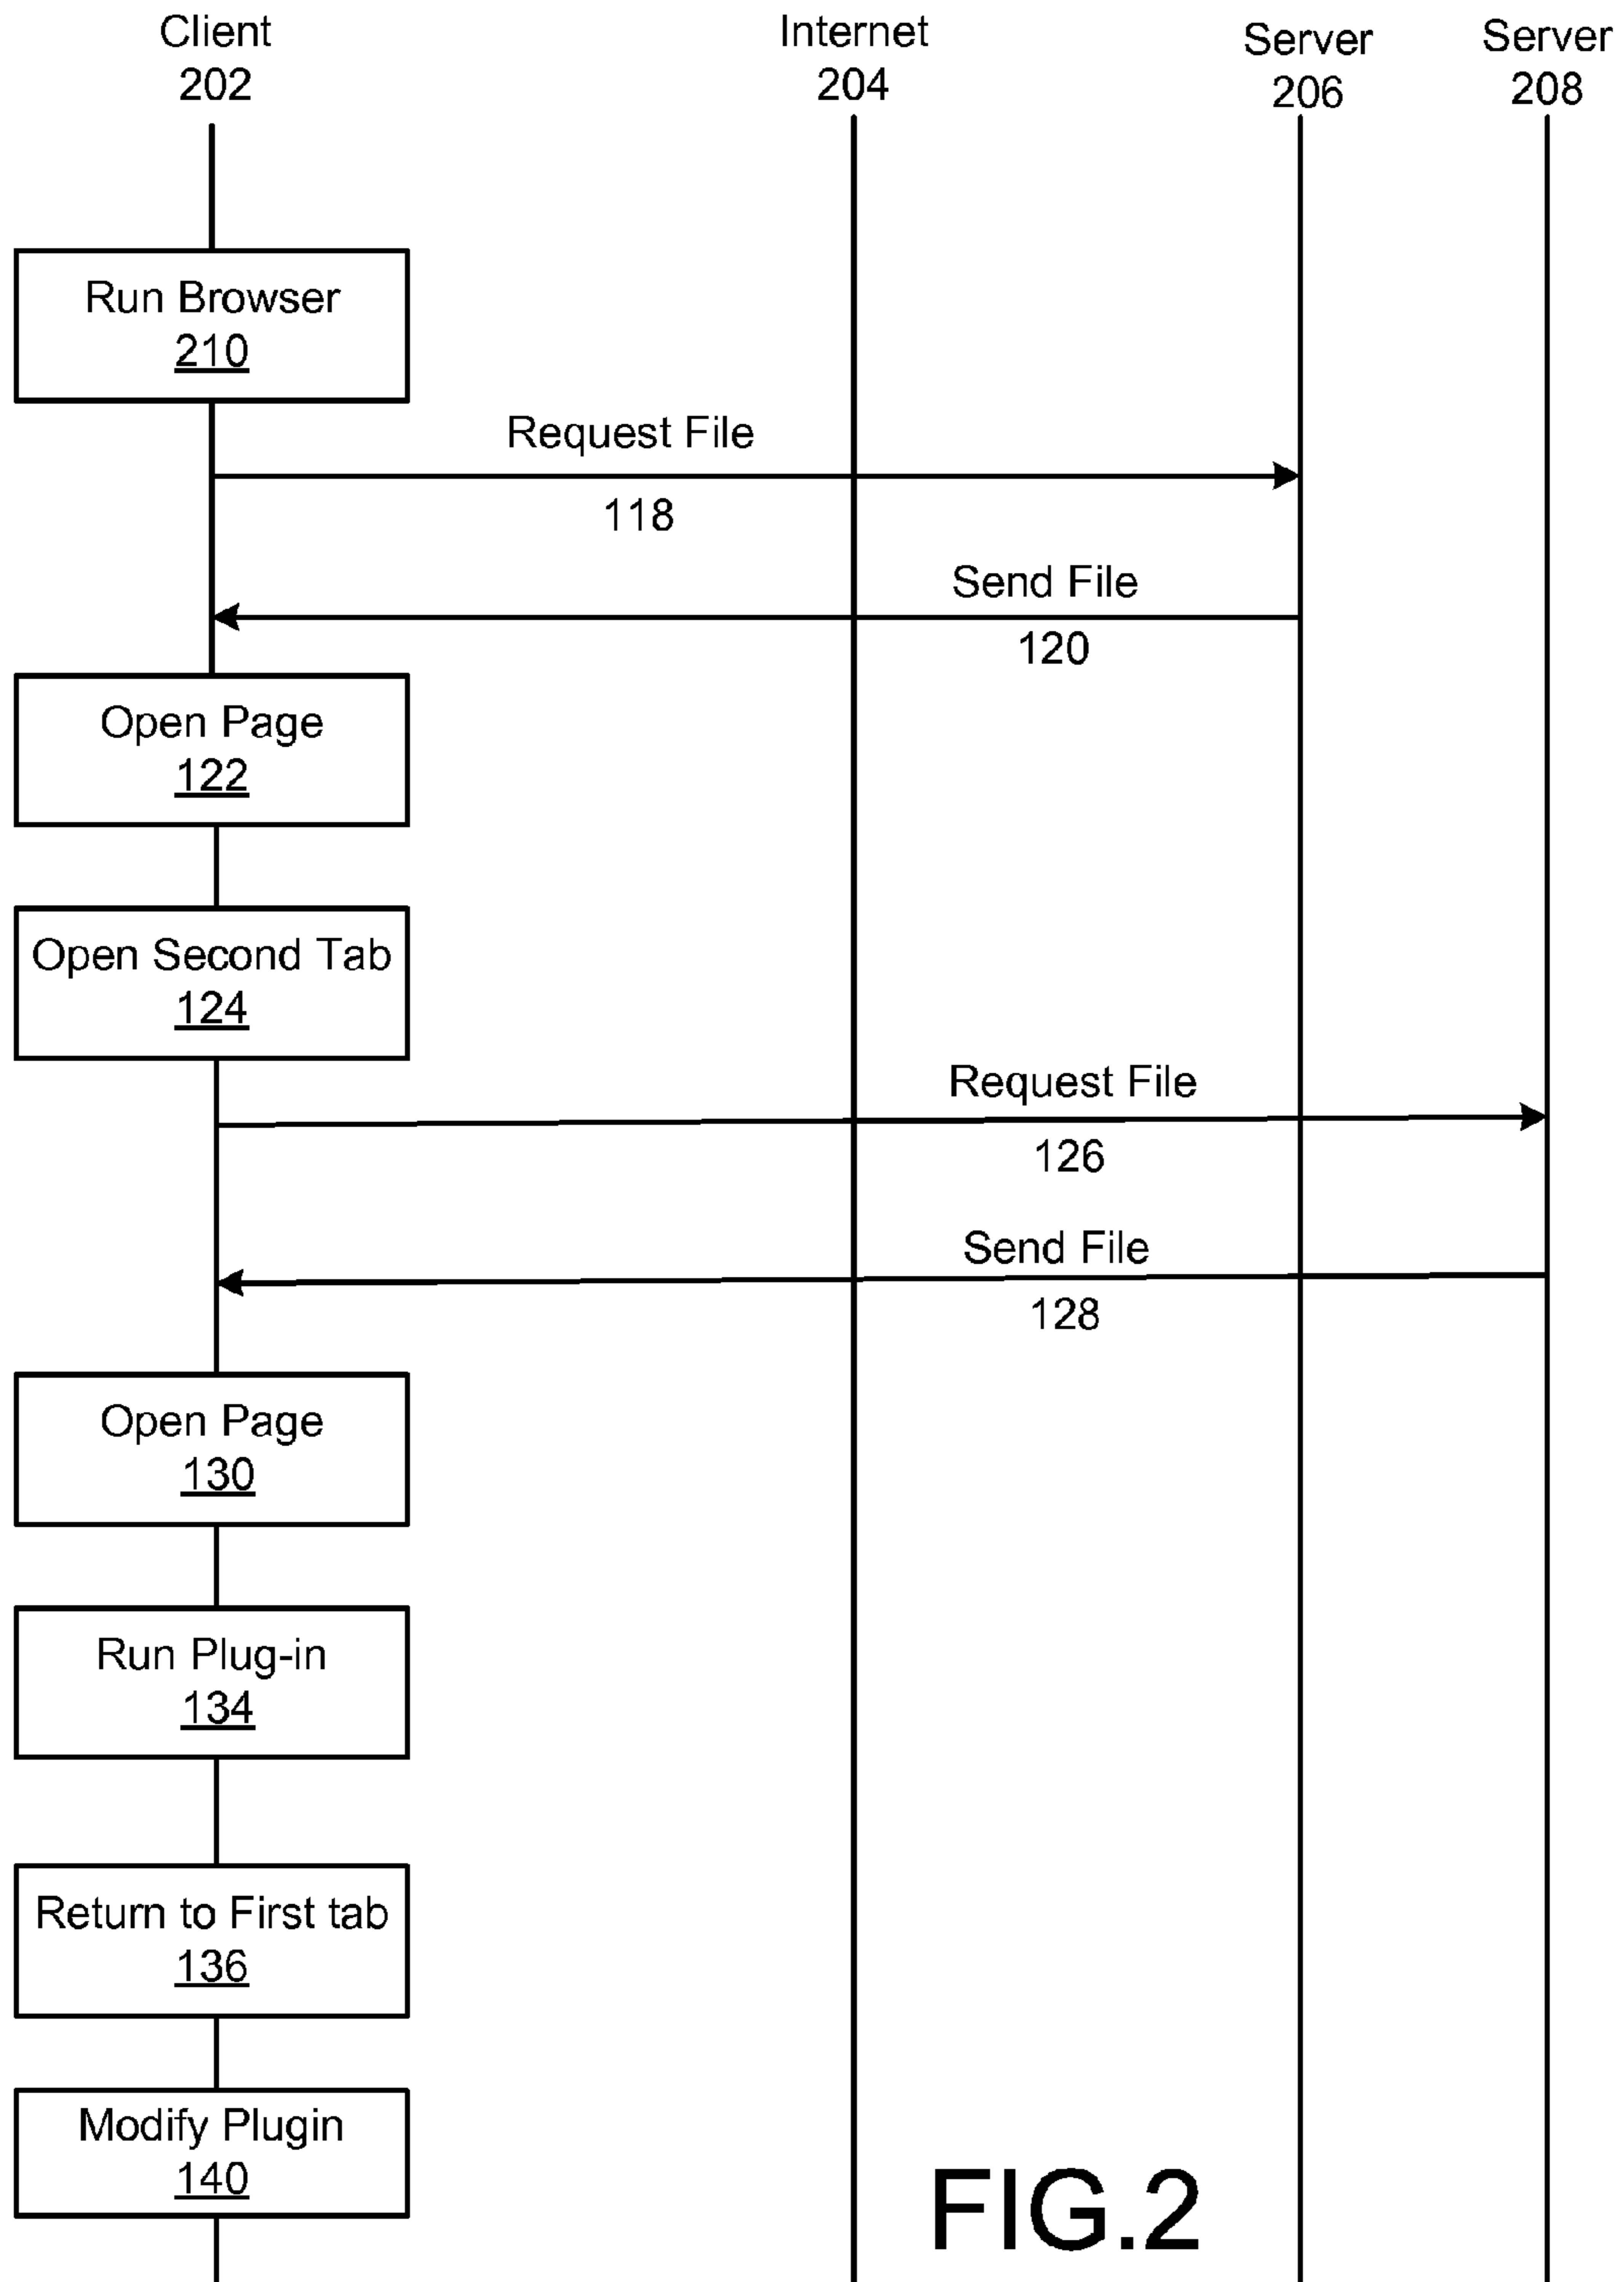 Client
202
Internet
204
Server
206
Server
208
Run Browser
210
Request File
118
Send File
120
Open Page
122
Open Second Tab
124
Request File
126
Send File
128
Open Page
130
Run Plug-in
134
Return to First tab
136
Modify Plugin
140
FIG.2